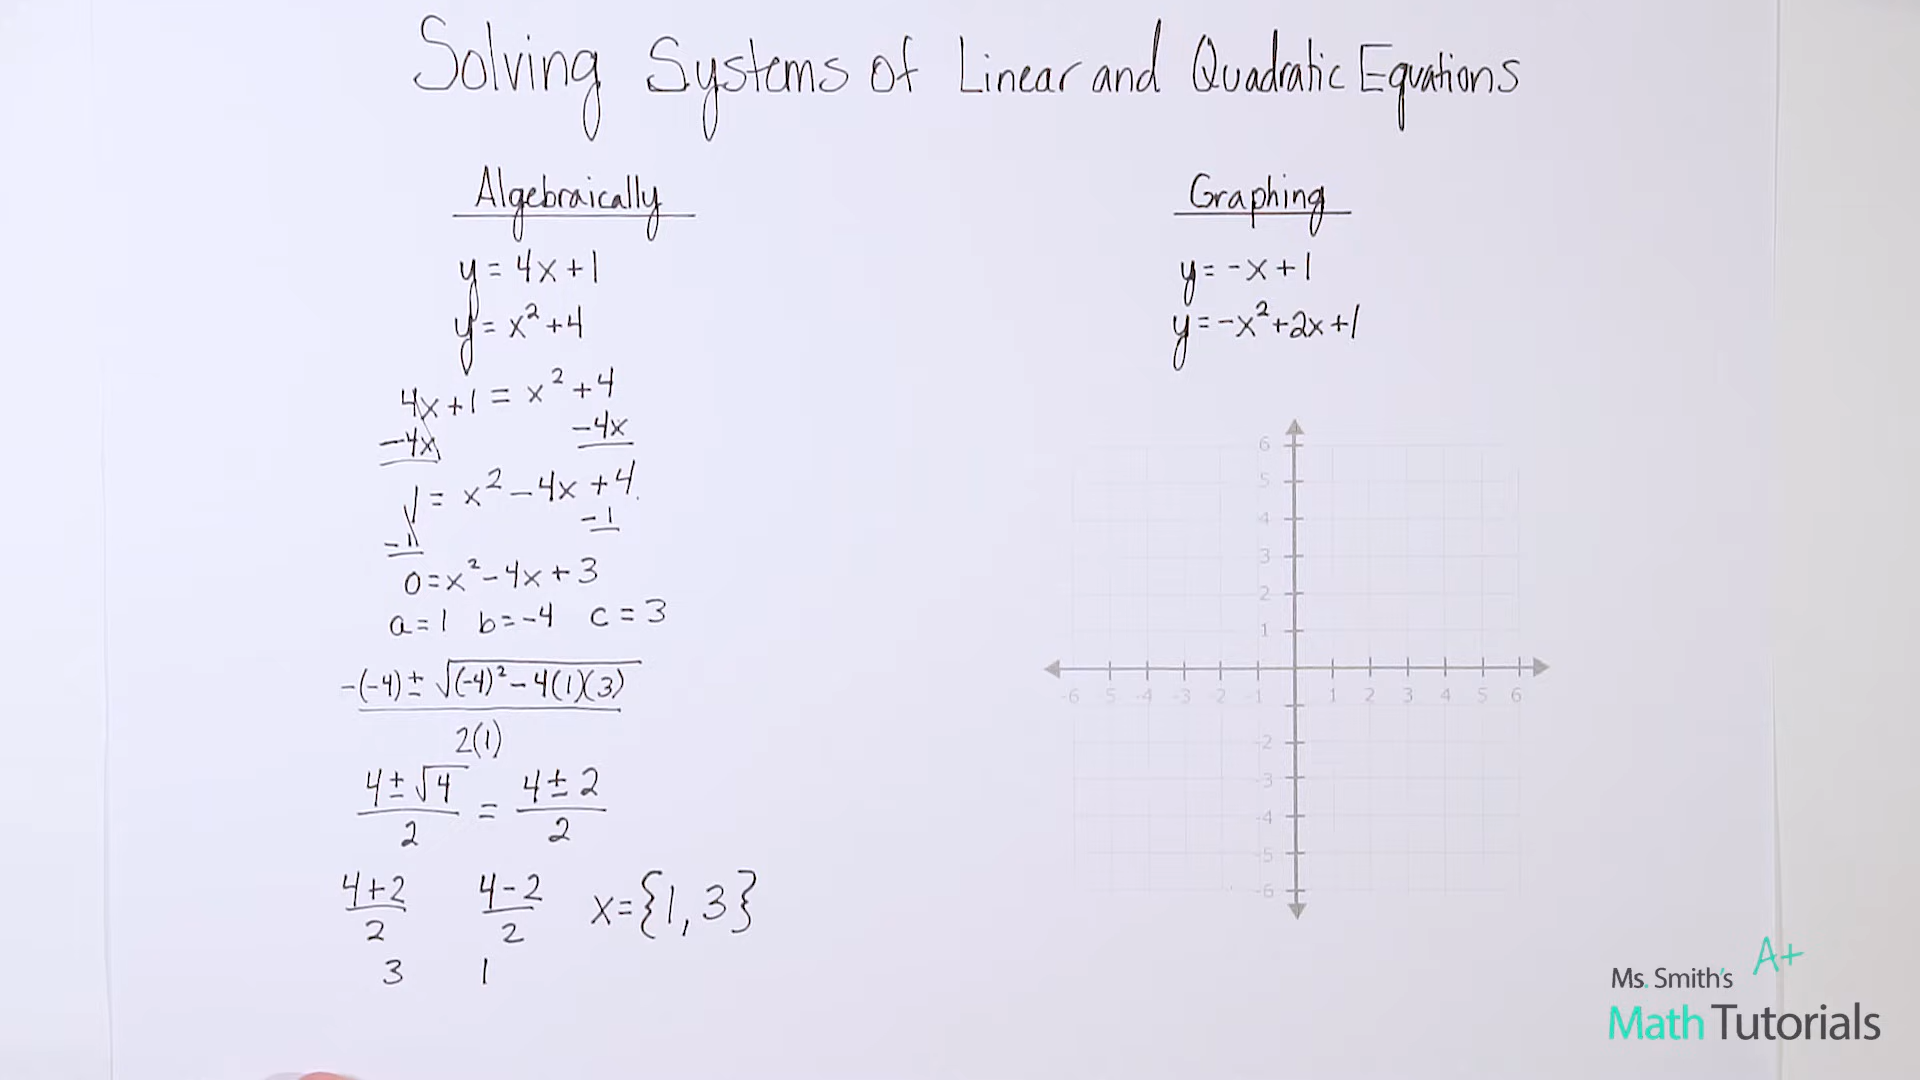 Solving Systems of Linear and Quadratic Equations
Algebraically
y = 4x + 1
y = x² + 4
4x + 1 = x² + 4
-4x -4x
1 = x² - 4x + 4
-1 -1
0 = x² - 4x + 3
a = 1 b = -4 c = 3
-(-4) ± √(-4)² - 4(1)(3)
2(1)
4 ± √4 = 4 ± 2
2 2
4+2 4-2 x = {1, 3}
2 2
3 1
Graphing
y = -x + 1
y = -x² + 2x + 1
6
5
4
3
2
1
-6 -5 -4 -3 -2 -1 1 2 3 4 5 6
-2
-3
-4
-5
-6
A+
Ms. Smith's
Math Tutorials